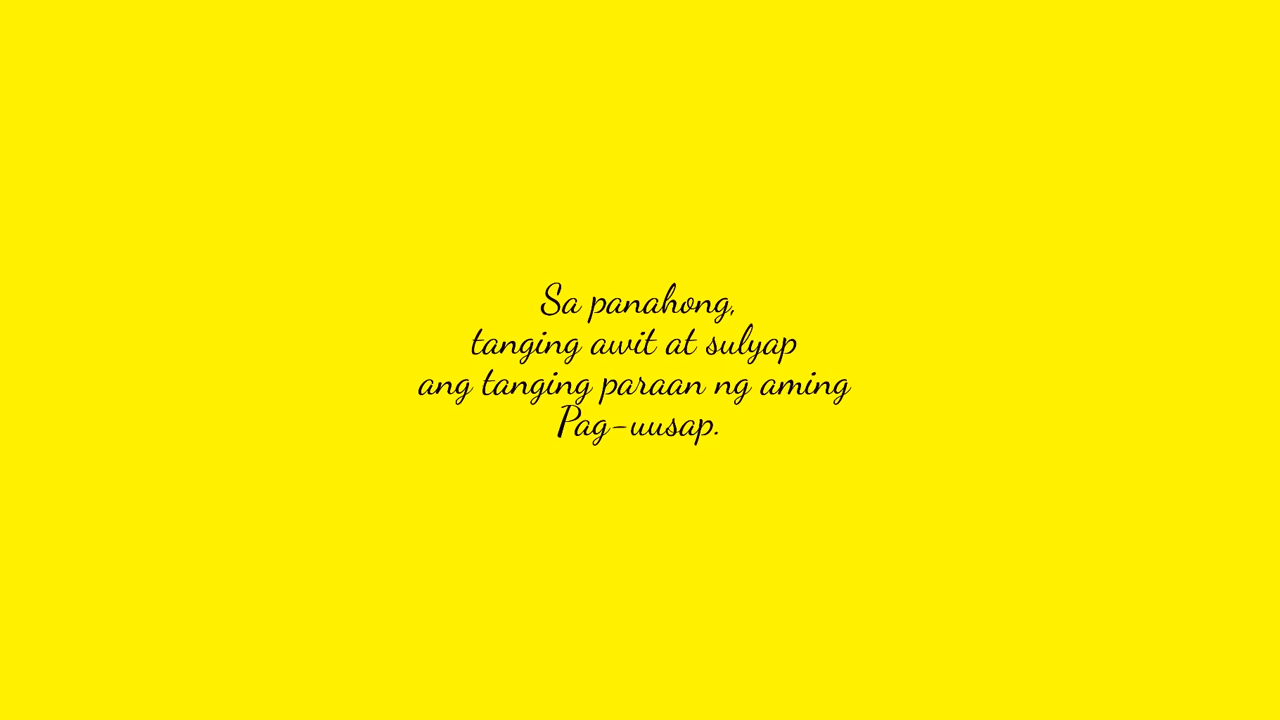 Sa panahong,
tanging awit at sulyap
ang tanging paraan ng aming
Pag-uusap.